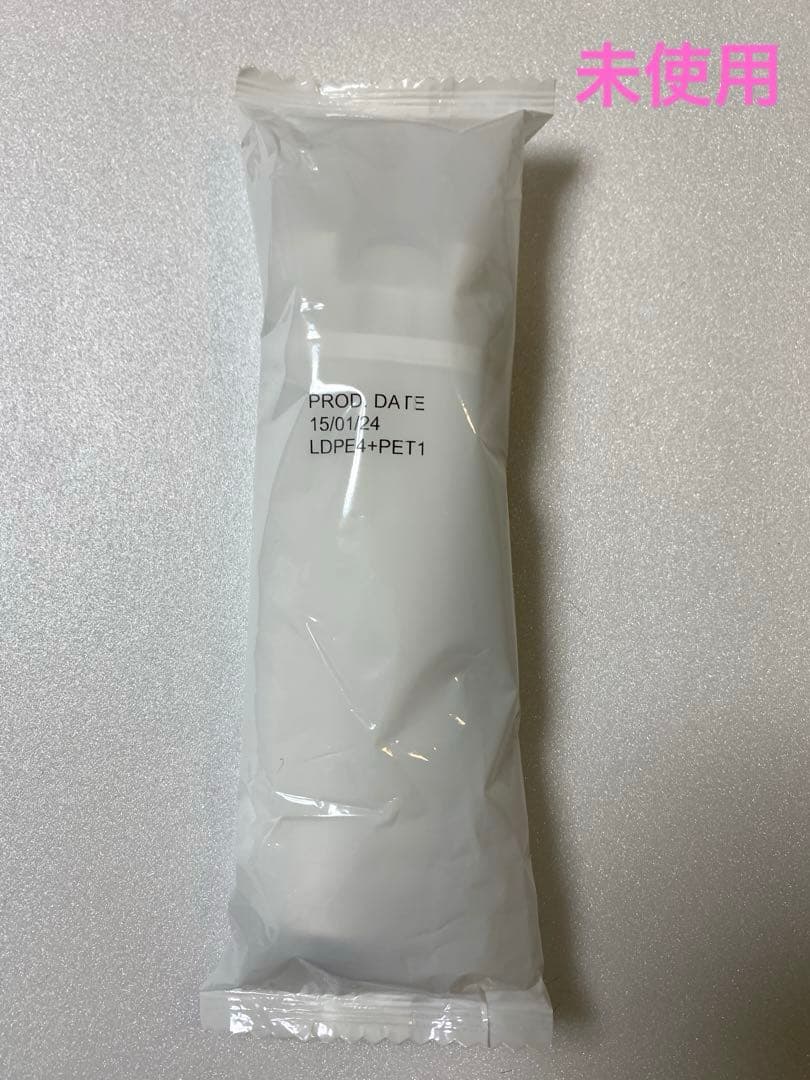 未使用
PROD. DATE
15/01/24
LDPE4+PET1